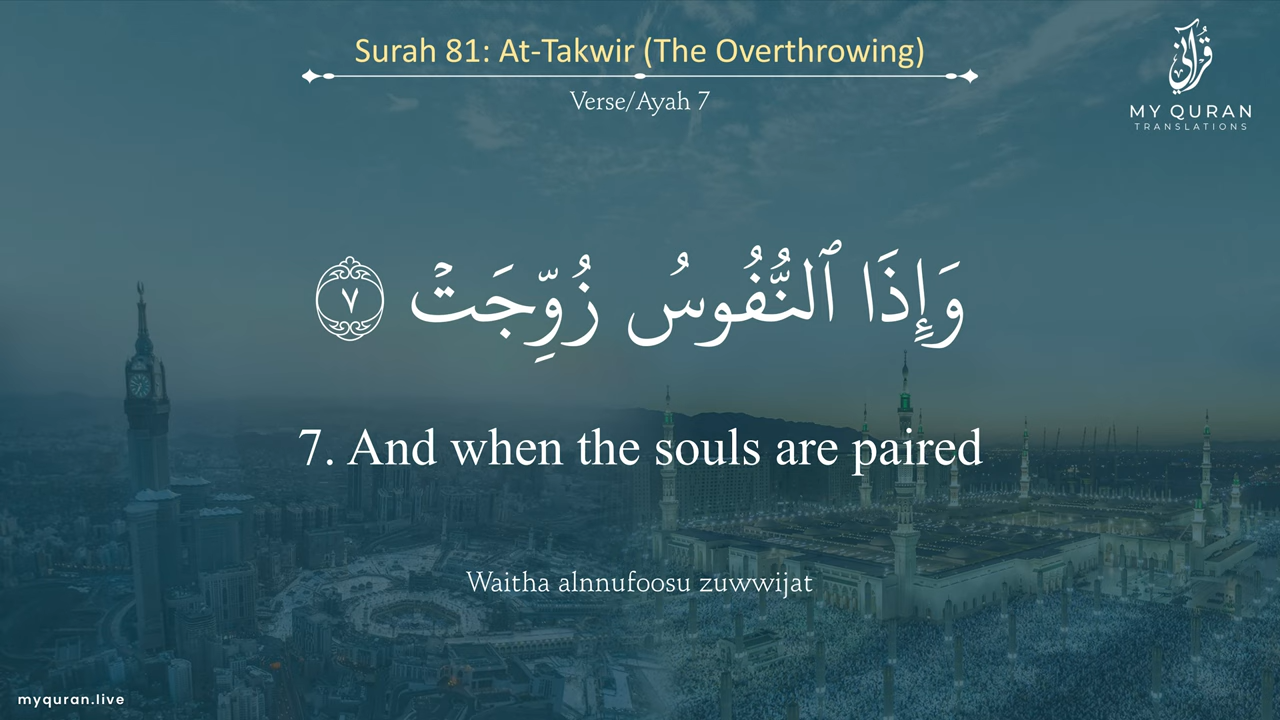 Surah 81: At-Takwir (The Overthrowing)
Verse/Ayah 7
قرآني
MY QURAN
TRANSLATIONS
وَإِذَا ٱلنُّفُوسُ زُوِّجَتْ ٧
7. And when the souls are paired
Waitha alnnufoosu zuwwijat
myquran.live